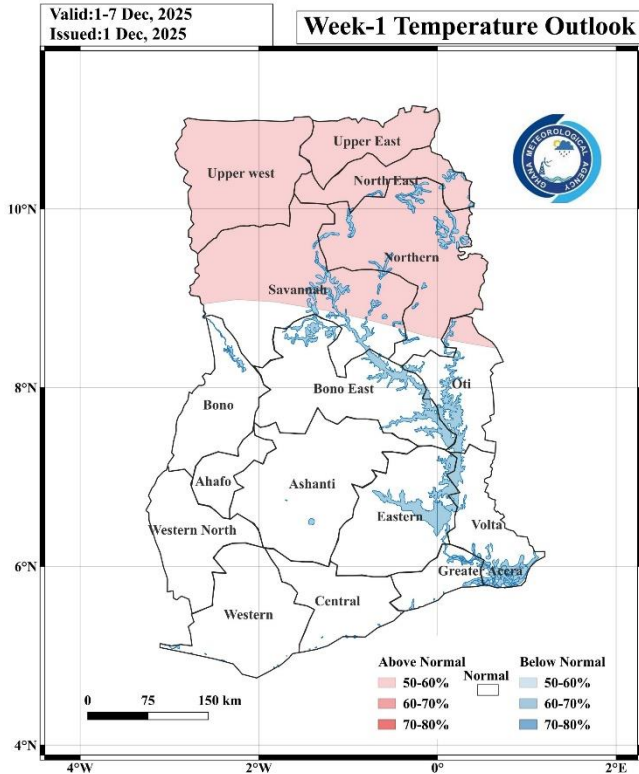 Valid:1-7 Dec, 2025
Issued:1 Dec, 2025
Week-1 Temperature Outlook
Upper East
Upper west
North East
GHANA METEOROLOGICAL AGENCY
10°N
Northern
Savannah
8°N
Bono East
Oti
Bono
Ahafo
Ashanti
Eastern
Western North
Volta
6°N
Greater Accra
Central
Western
Above Normal
Normal
Below Normal
50-60%
50-60%
60-70%
60-70%
70-80%
70-80%
0 75 150 km
4°N
4°W 2°W 0° 2°E